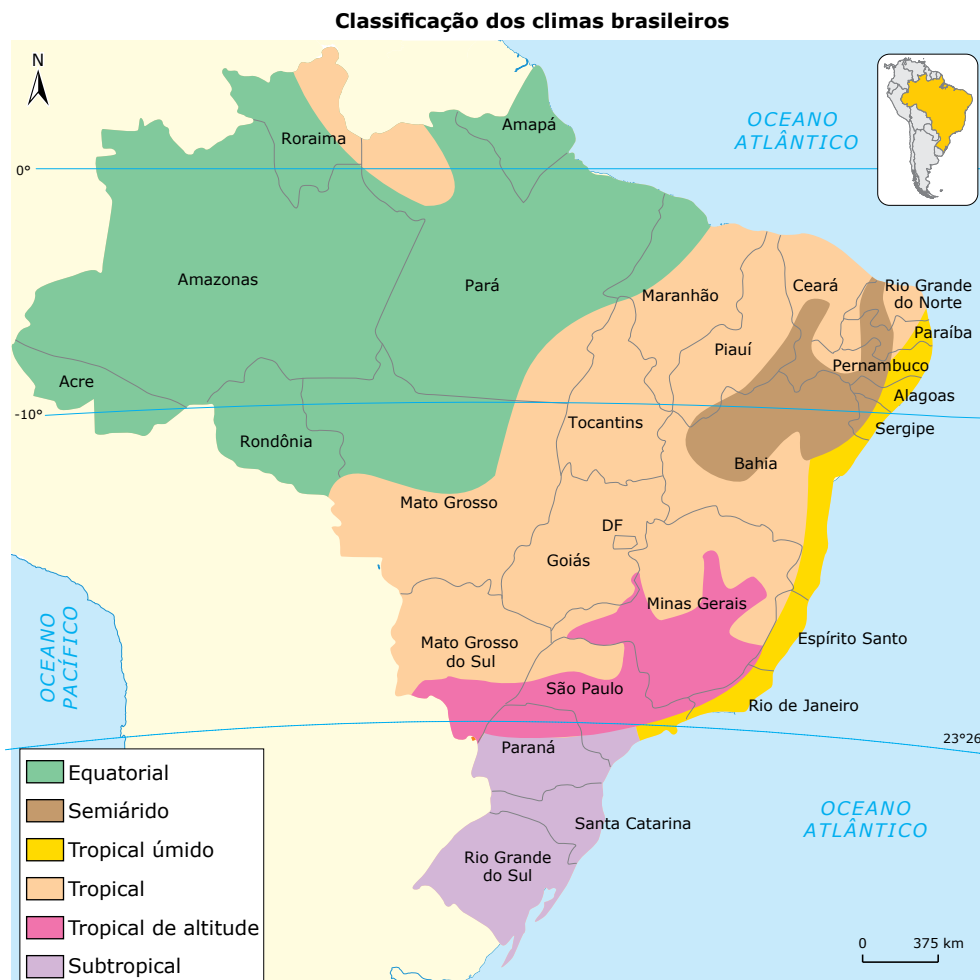 Classificação dos climas brasileiros
N
OCEANO
ATLÂNTICO
Amapá
Roraima
0°
Amazonas
Pará
Maranhão
Ceará
Rio Grande
do Norte
Paraíba
Piauí
Pernambuco
Acre
Alagoas
-10°
Tocantins
Sergipe
Rondônia
Bahia
Mato Grosso
DF
Goiás
Minas Gerais
OCEANO
PACÍFICO
Mato Grosso
do Sul
Espírito Santo
São Paulo
Rio de Janeiro
Paraná
23°26
Equatorial
Semiárido
Tropical úmido
Tropical
Tropical de altitude
Subtropical
Santa Catarina
OCEANO
ATLÂNTICO
Rio Grande
do Sul
0 375 km